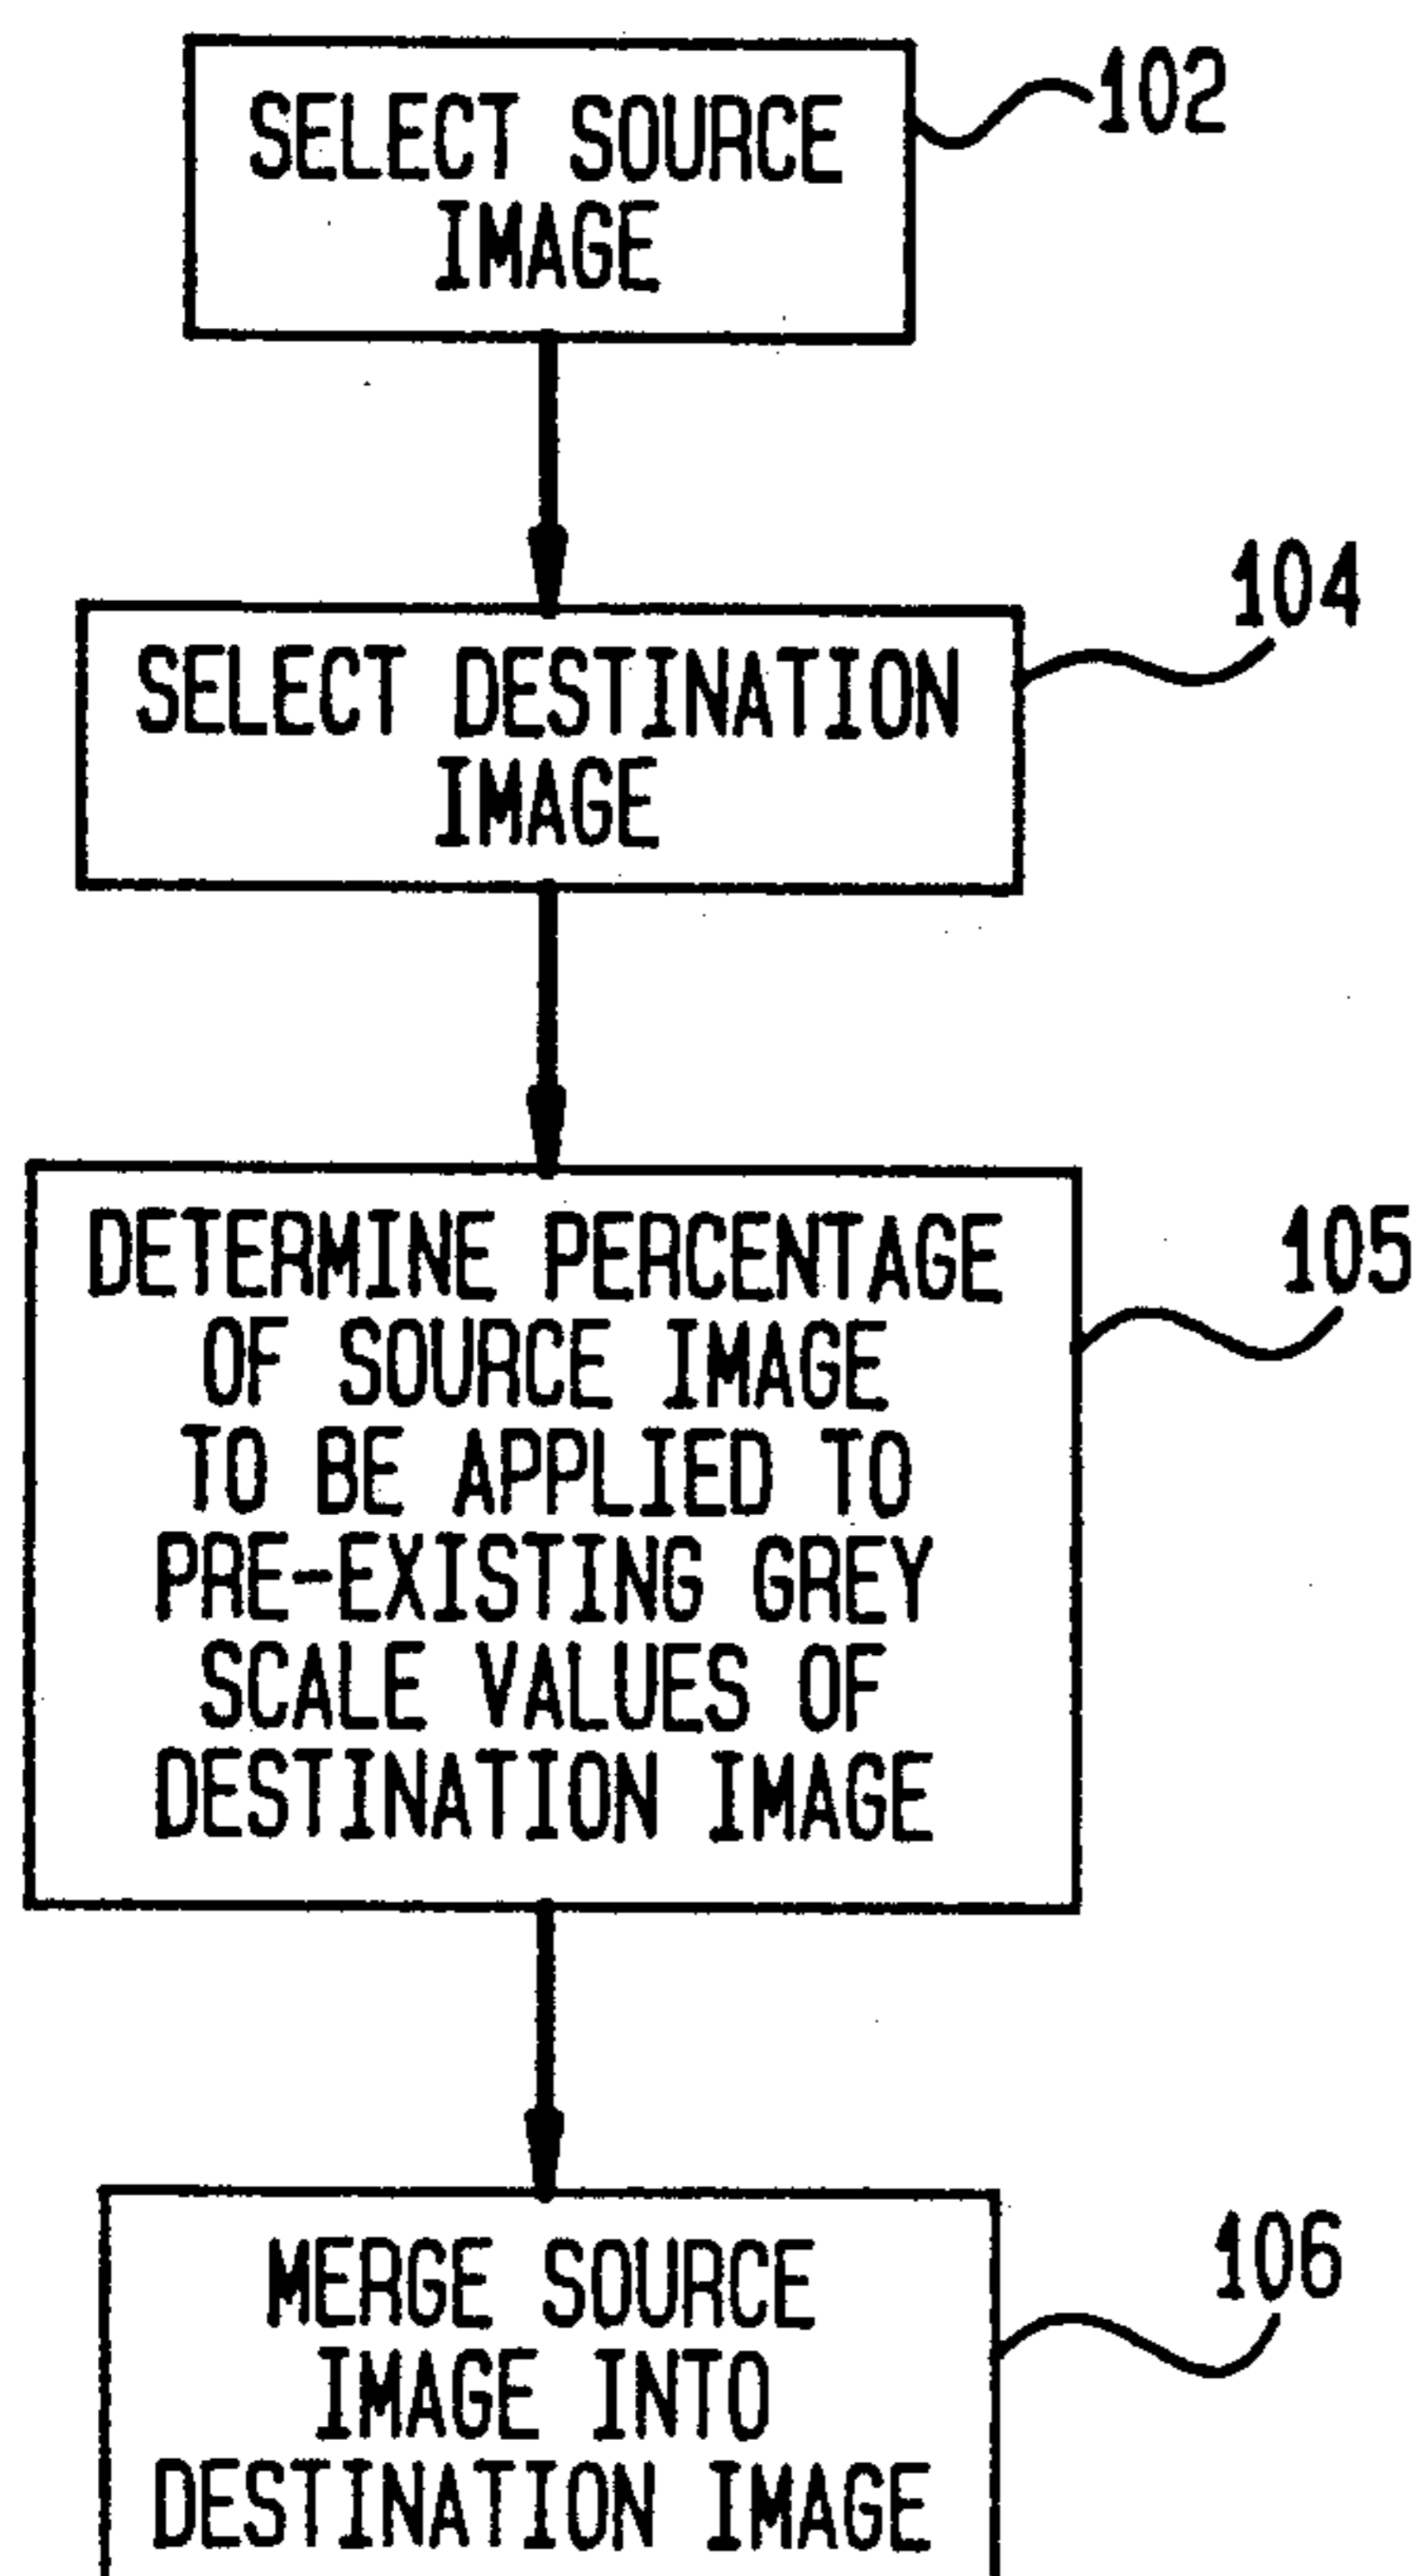 SELECT SOURCE
IMAGE
102
SELECT DESTINATION
IMAGE
104
DETERMINE PERCENTAGE
OF SOURCE IMAGE
TO BE APPLIED TO
PRE-EXISTING GREY
SCALE VALUES OF
DESTINATION IMAGE
105
MERGE SOURCE
IMAGE INTO
DESTINATION IMAGE
106